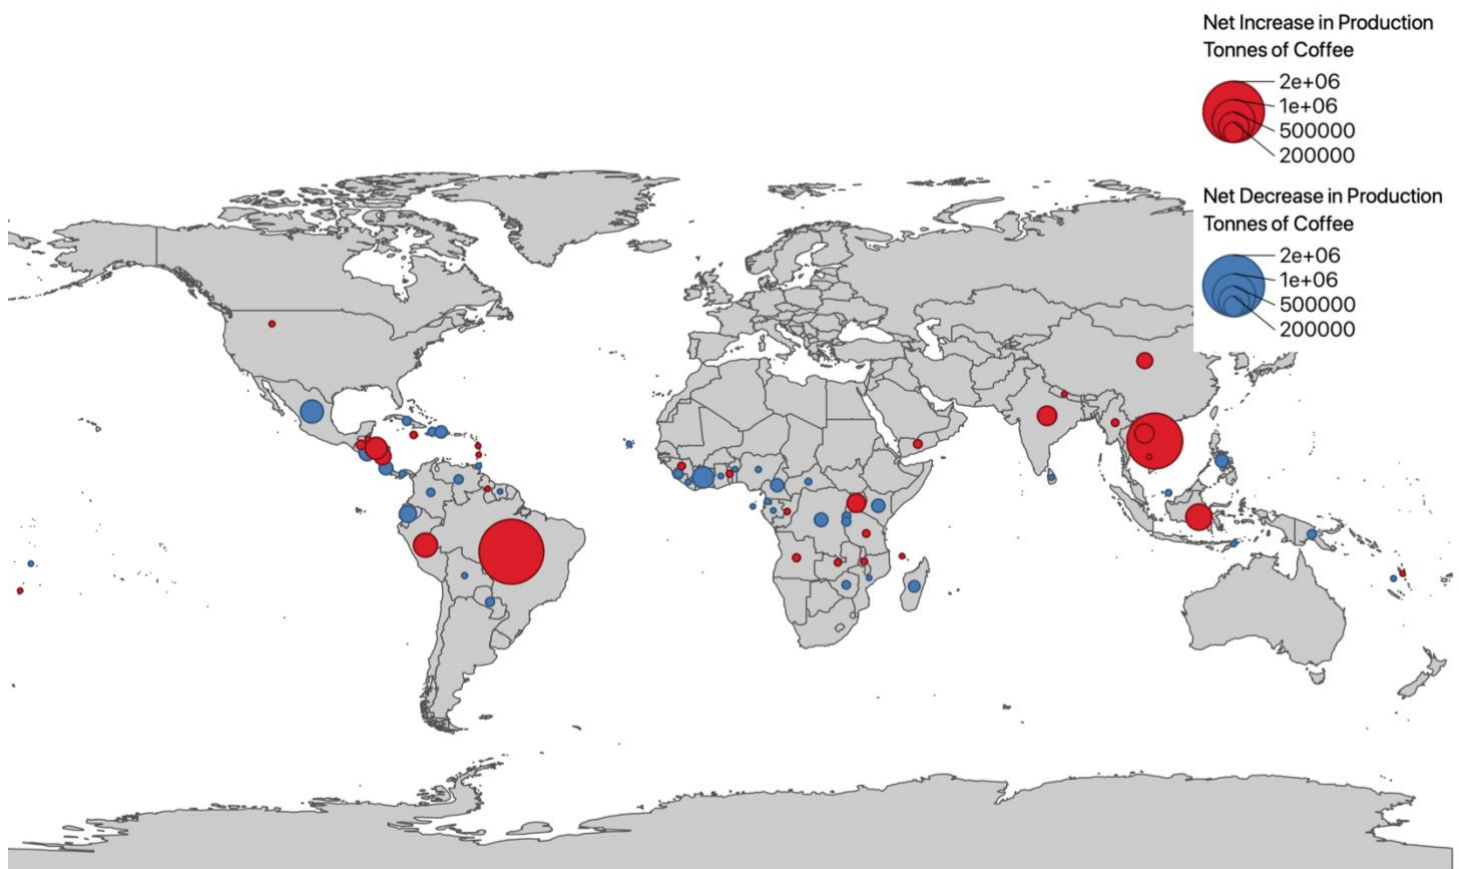 Net Increase in Production
Tonnes of Coffee
2e+06
1e+06
500000
200000
Net Decrease in Production
Tonnes of Coffee
2e+06
1e+06
500000
200000